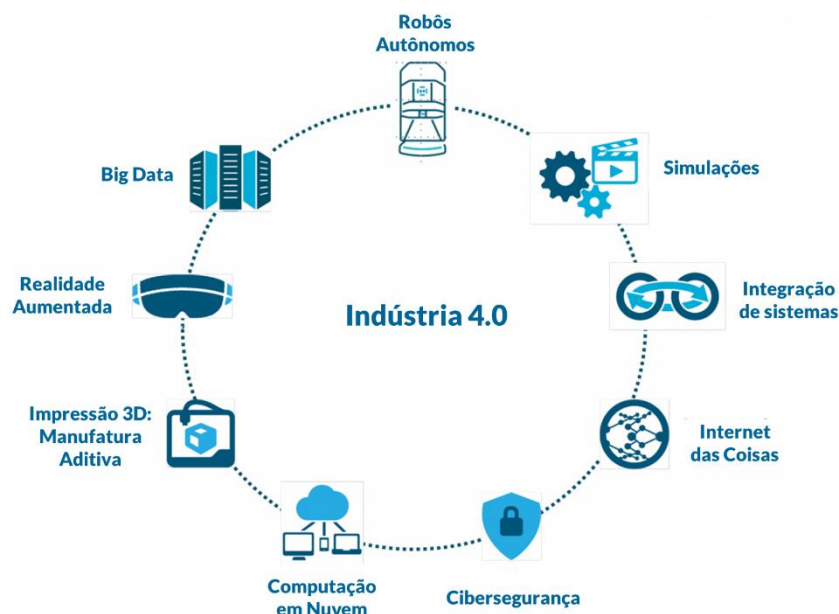 Robôs
Autônomos
Simulações
Integração
de sistemas
Internet
das Coisas
Cibersegurança
Computação
em Nuvem
Impressão 3D:
Manufatura
Aditiva
Realidade
Aumentada
Big Data
Indústria 4.0